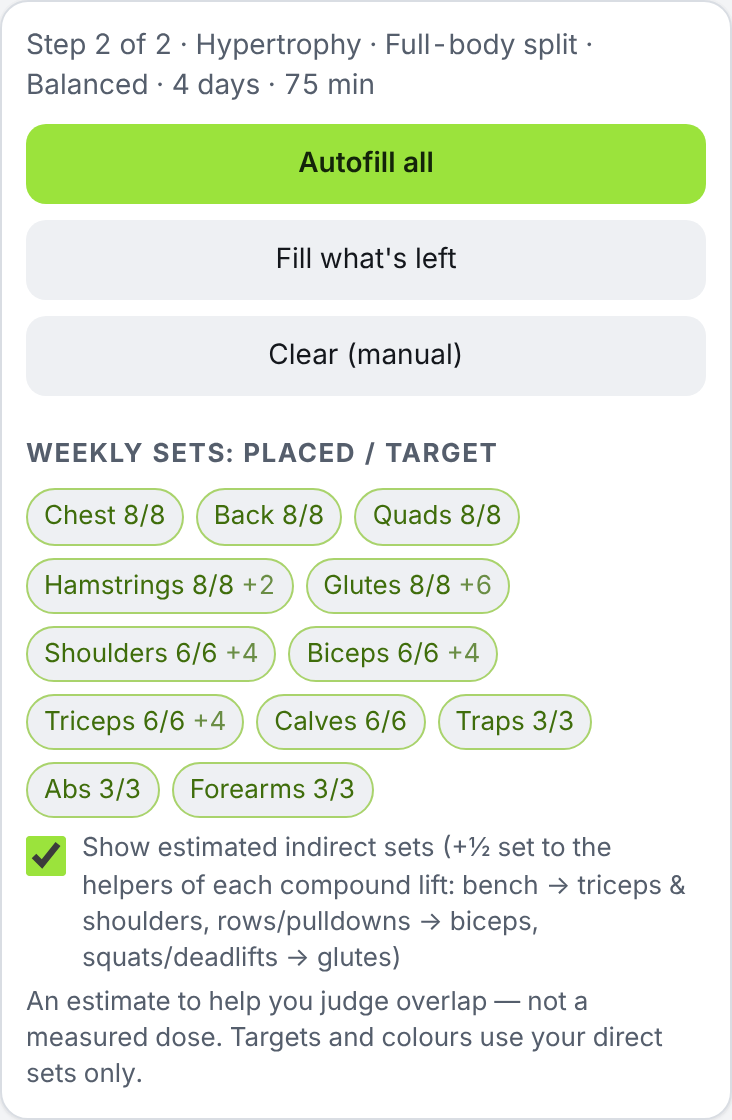 Step 2 of 2 · Hypertrophy · Full-body split ·
Balanced · 4 days · 75 min
Autofill all
Fill what's left
Clear (manual)
WEEKLY SETS: PLACED / TARGET
Chest 8/8 Back 8/8 Quads 8/8
Hamstrings 8/8 +2 Glutes 8/8 +6
Shoulders 6/6 +4 Biceps 6/6 +4
Triceps 6/6 +4 Calves 6/6 Traps 3/3
Abs 3/3 Forearms 3/3
Show estimated indirect sets (+½ set to the
helpers of each compound lift: bench → triceps &
shoulders, rows/pulldowns → biceps,
squats/deadlifts → glutes)
An estimate to help you judge overlap — not a
measured dose. Targets and colours use your direct
sets only.